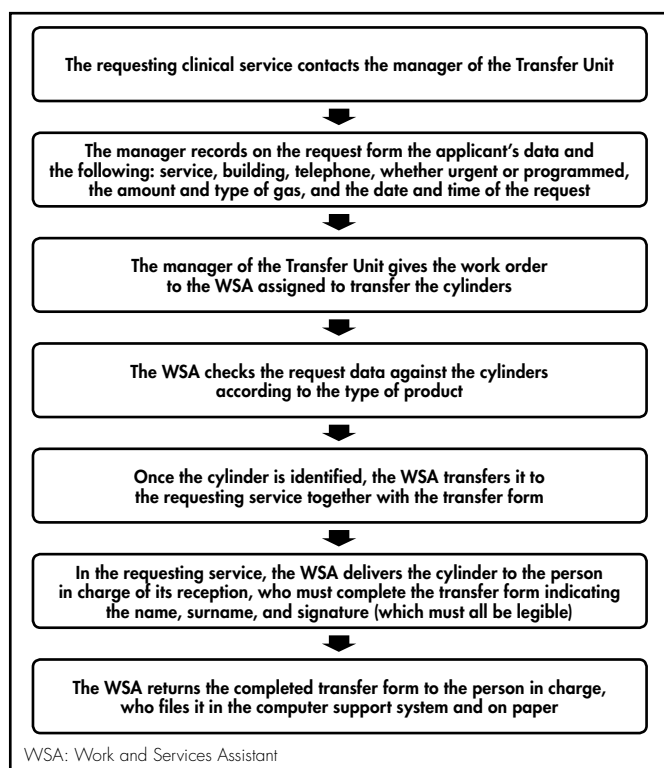 The requesting clinical service contacts the manager of the Transfer Unit
The manager records on the request form the applicant's data and
the following: service, building, telephone, whether urgent or programmed,
the amount and type of gas, and the date and time of the request
The manager of the Transfer Unit gives the work order
to the WSA assigned to transfer the cylinders
The WSA checks the request data against the cylinders
according to the type of product
Once the cylinder is identified, the WSA transfers it to
the requesting service together with the transfer form
In the requesting service, the WSA delivers the cylinder to the person
in charge of its reception, who must complete the transfer form indicating
the name, surname, and signature (which must all be legible)
The WSA returns the completed transfer form to the person in charge,
who files it in the computer support system and on paper
WSA: Work and Services Assistant